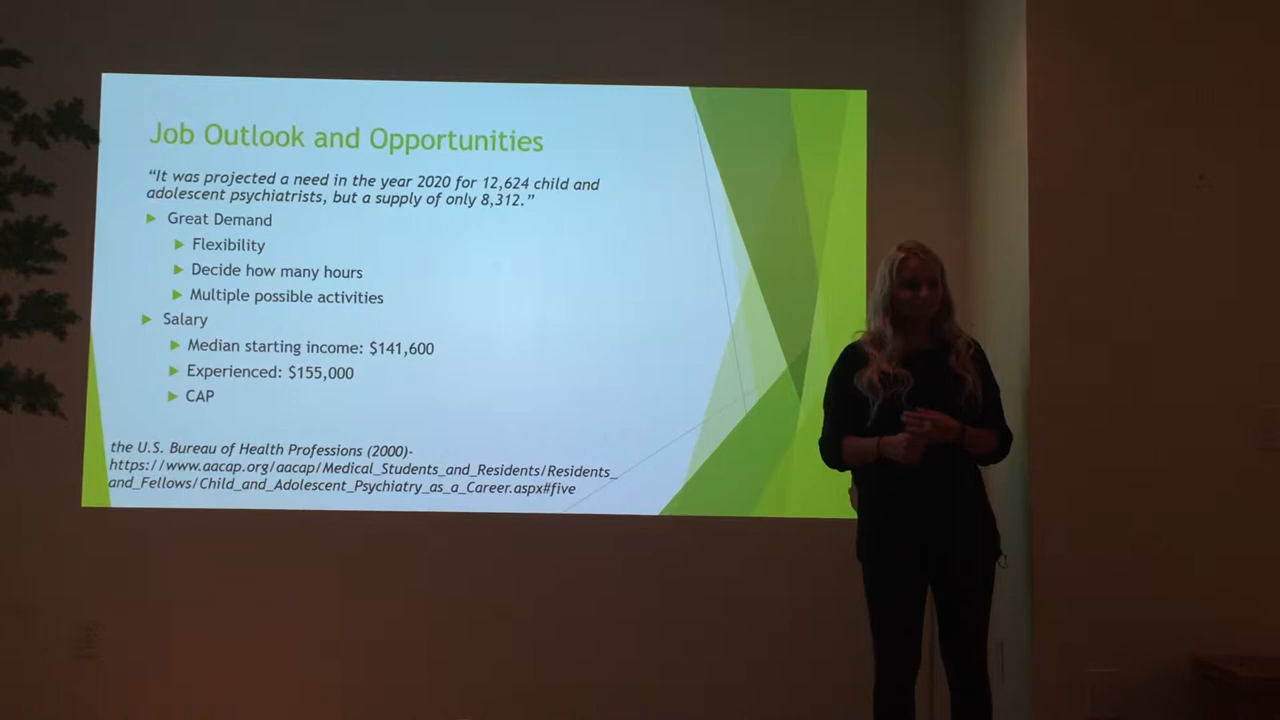 Job Outlook and Opportunities
“It was projected a need in the year 2020 for 12,624 child and
adolescent psychiatrists, but a supply of only 8,312.”
Great Demand
Flexibility
Decide how many hours
Multiple possible activities
Salary
Median starting income: $141,600
Experienced: $155,000
CAP
the U.S. Bureau of Health Professions (2000)-
https://www.aacap.org/aacap/Medical_Students_and_Residents/Residents_
and_Fellows/Child_and_Adolescent_Psychiatry_as_a_Career.aspx#five